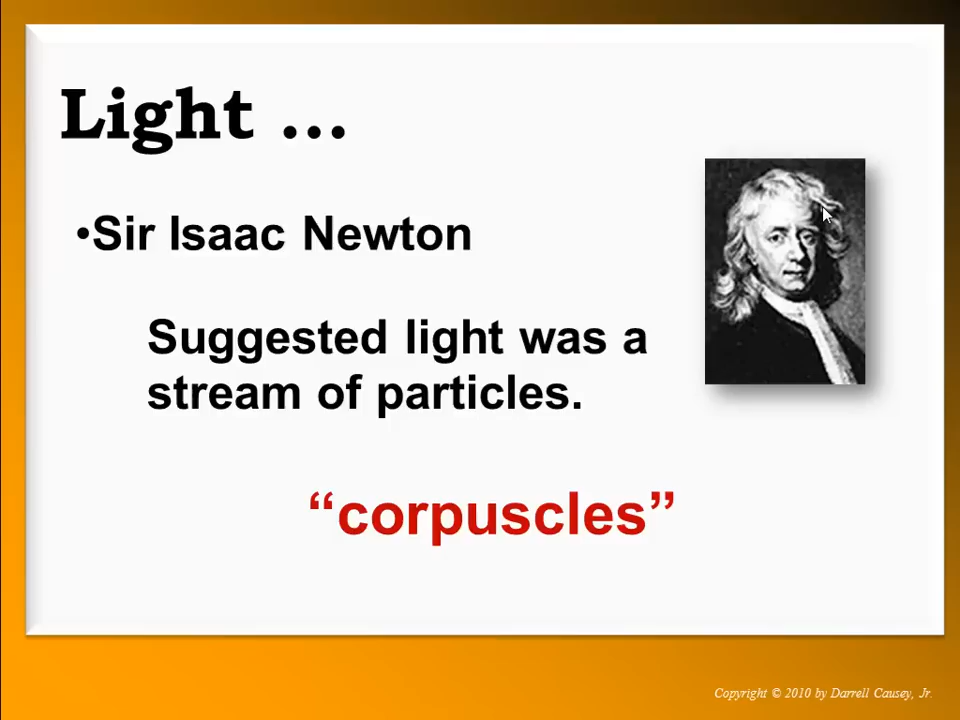 Light ...
•Sir Isaac Newton
Suggested light was a
stream of particles.
“corpuscles”
Copyright © 2010 by Darrell Causey, Jr.